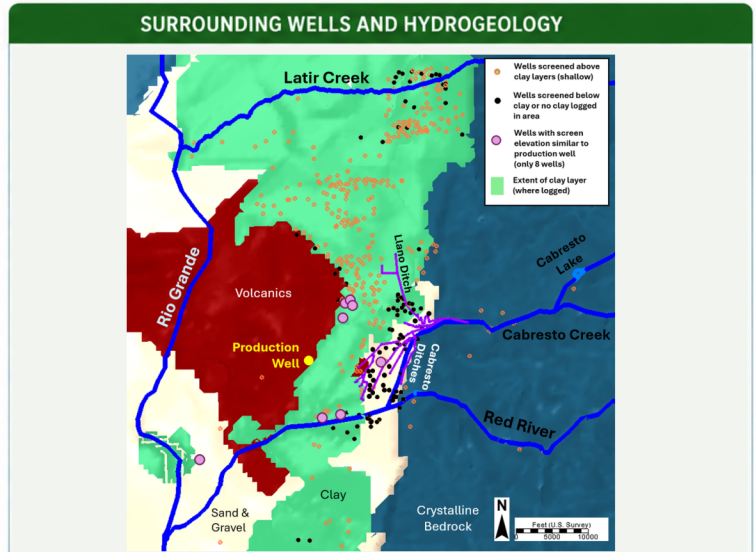 SURROUNDING WELLS AND HYDROGEOLOGY
Latir Creek
Wells screened above
clay layers (shallow)
Wells screened below
clay or no clay logged
in area
Wells with screen
elevation similar to
production well
(only 8 wells)
Extent of clay layer
(where logged)
Rio Grande
Volcanics
Llano Ditch
Cabresto
Lake
Production
Well
Cabresto
Ditches
Cabresto Creek
Red River
Clay
Sand &
Gravel
Crystalline
Bedrock
N
Feet (U.S. Survey)
0 5000 10000